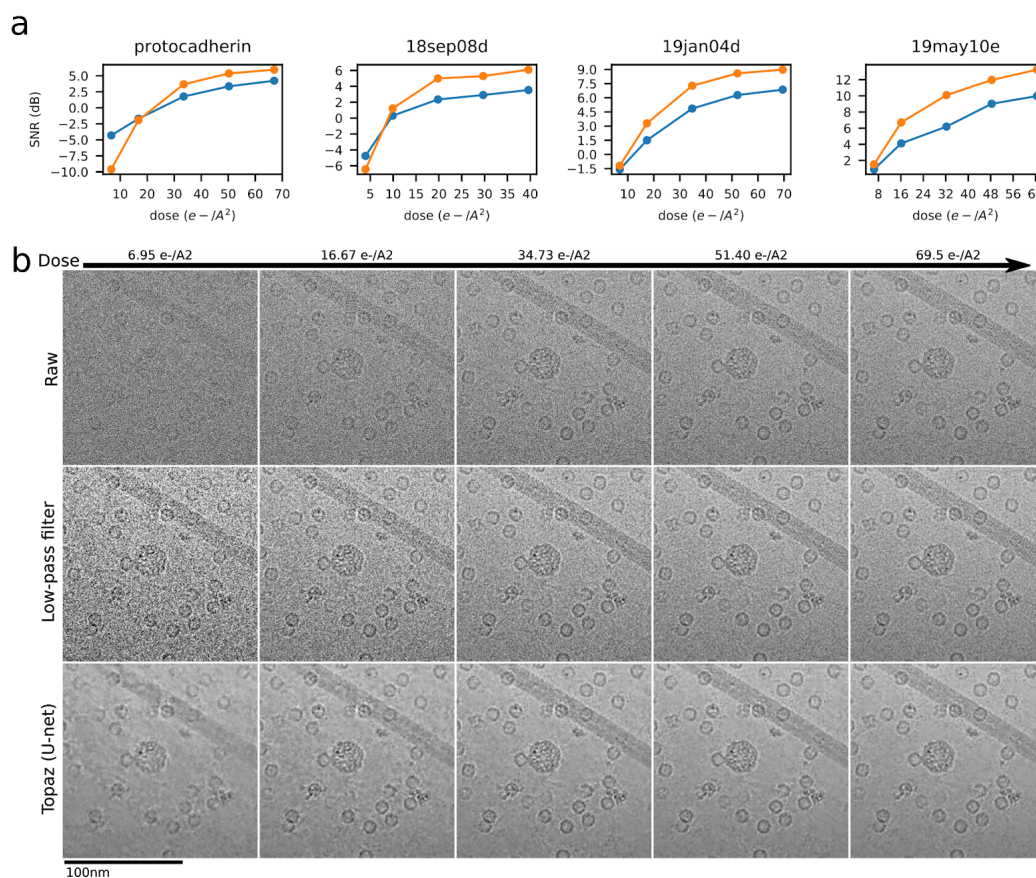 a
protocadherin
18sep08d
19jan04d
19may10e
SNR (dB)
5.0
2.5
0.0
−2.5
−5.0
−7.5
−10.0
10 20 30 40 50 60 70
dose (e−/A²)
6
4
2
0
−2
−4
−6
5 10 15 20 25 30 35 40
dose (e−/A²)
9.0
7.5
6.0
4.5
3.0
1.5
0.0
−1.5
10 20 30 40 50 60 70
dose (e−/A²)
12
10
8
6
4
2
8 16 24 32 40 48 56
dose (e−/A²)
b
Dose
6.95 e-/A2
16.67 e-/A2
34.73 e-/A2
51.40 e-/A2
69.5 e-/A2
Raw
Low-pass filter
Topaz (U-net)
100nm